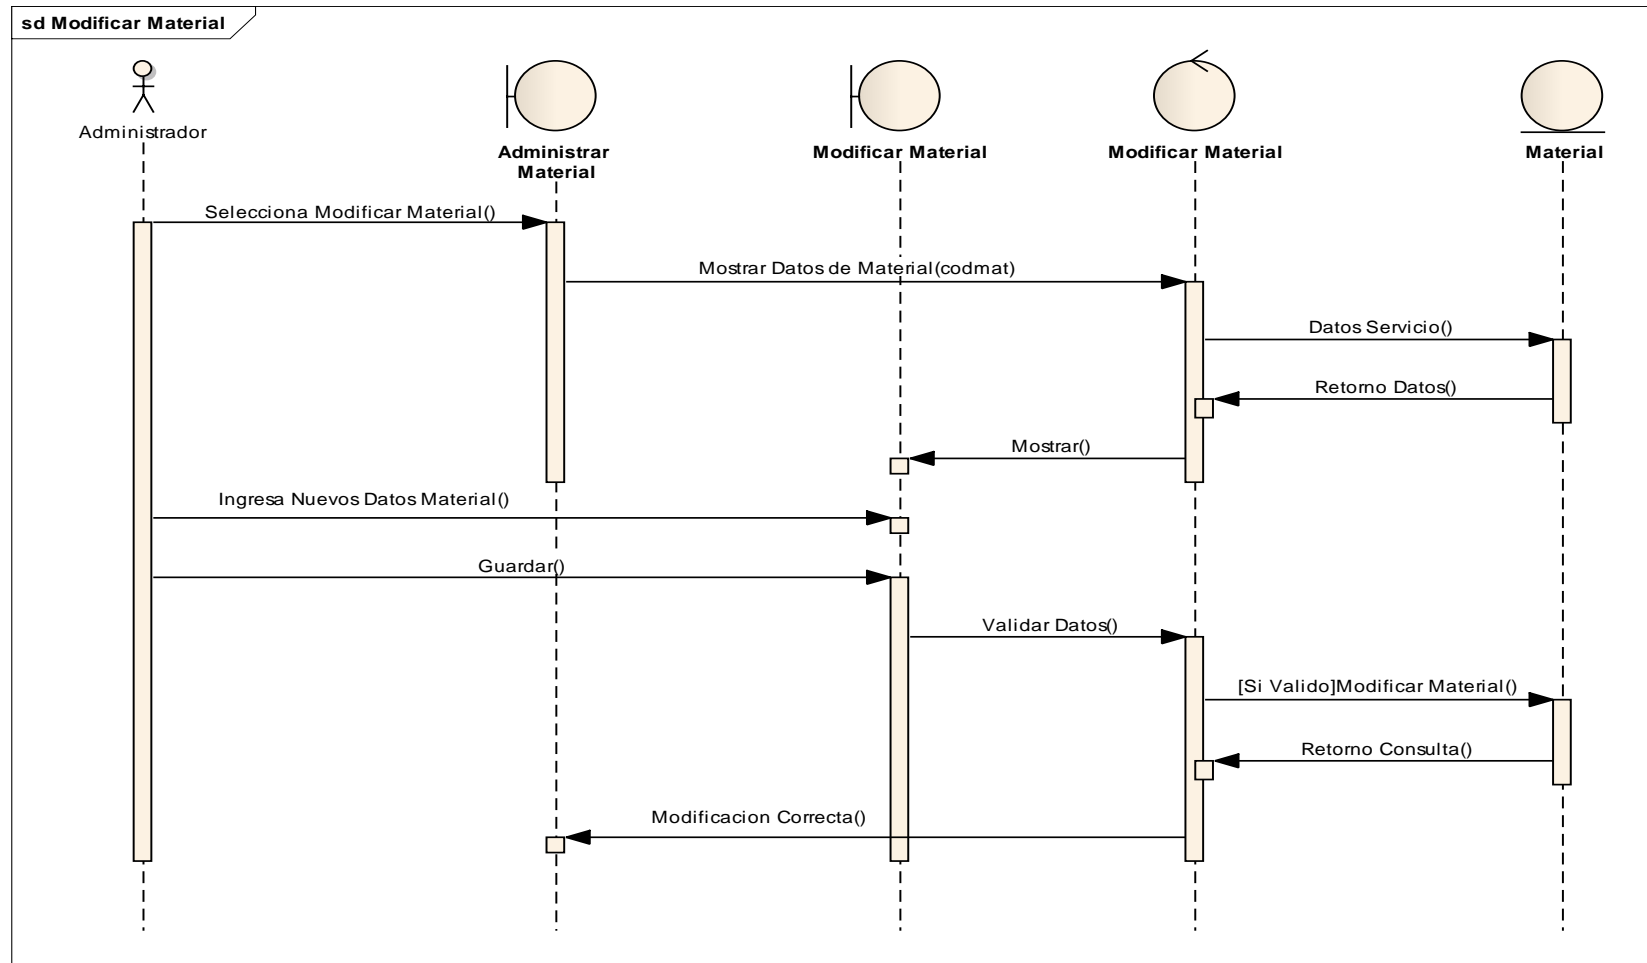 sd Modificar Material
Administrador
Administrar
Material
Modificar Material
Modificar Material
Material
Selecciona Modificar Material()
Mostrar Datos de Material(codmat)
Datos Servicio()
Retorno Datos()
Mostrar()
Ingresa Nuevos Datos Material()
Guardar()
Validar Datos()
[Si Valido]Modificar Material()
Retorno Consulta()
Modificacion Correcta()